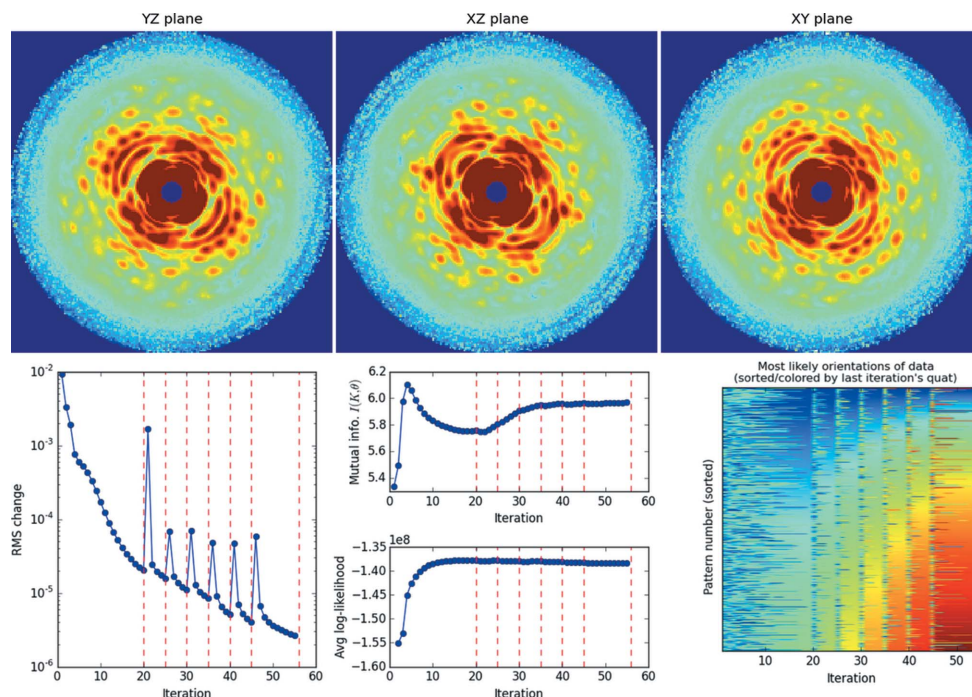 YZ plane
XZ plane
XY plane
10⁻²
10⁻³
10⁻⁴
10⁻⁵
10⁻⁶
RMS change
0 10 20 30 40 50 60
Iteration
6.2
6.0
5.8
5.6
5.4
Mutual info. I(K,θ)
0 10 20 30 40 50 60
Iteration
1e8
−1.35
−1.40
−1.45
−1.50
−1.55
−1.60
Avg log-likelihood
0 10 20 30 40 50 60
Iteration
Most likely orientations of data
(sorted/colored by last iteration's quat)
Pattern number (sorted)
10 20 30 40 50
Iteration